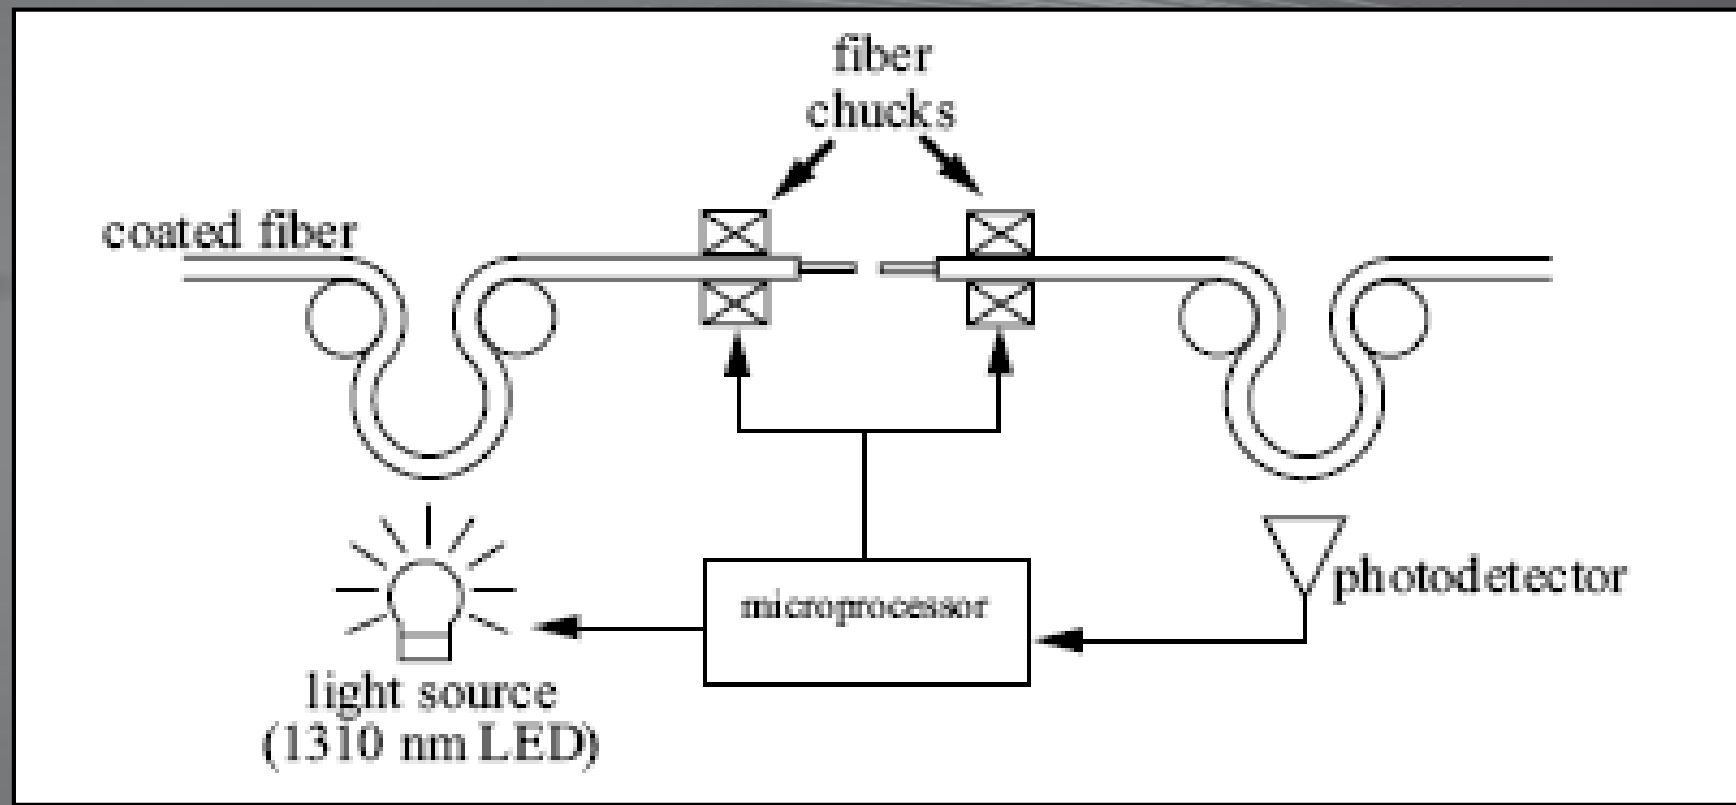 fiber
chucks
coated fiber
microprocessor
photodetector
light source
(1310 nm LED)